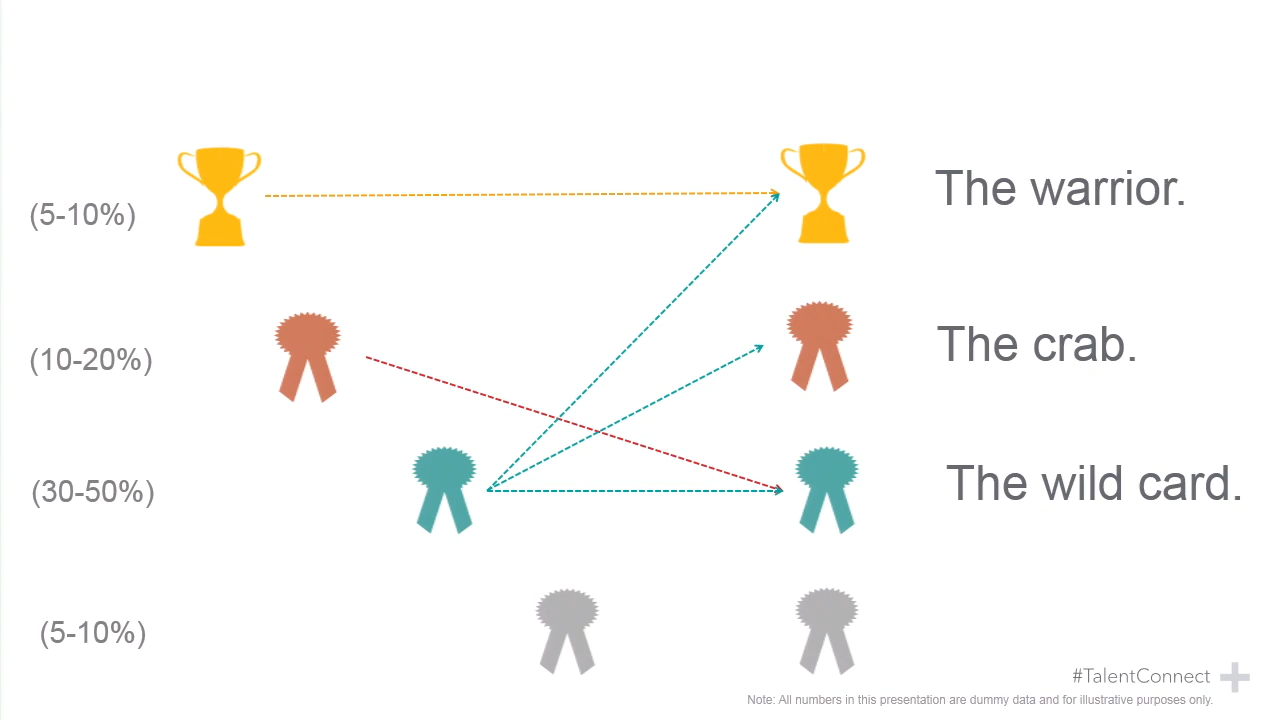 (5-10%)
The warrior.
(10-20%)
The crab.
(30-50%)
The wild card.
(5-10%)
#TalentConnect
Note: All numbers in this presentation are dummy data and for illustrative purposes only.